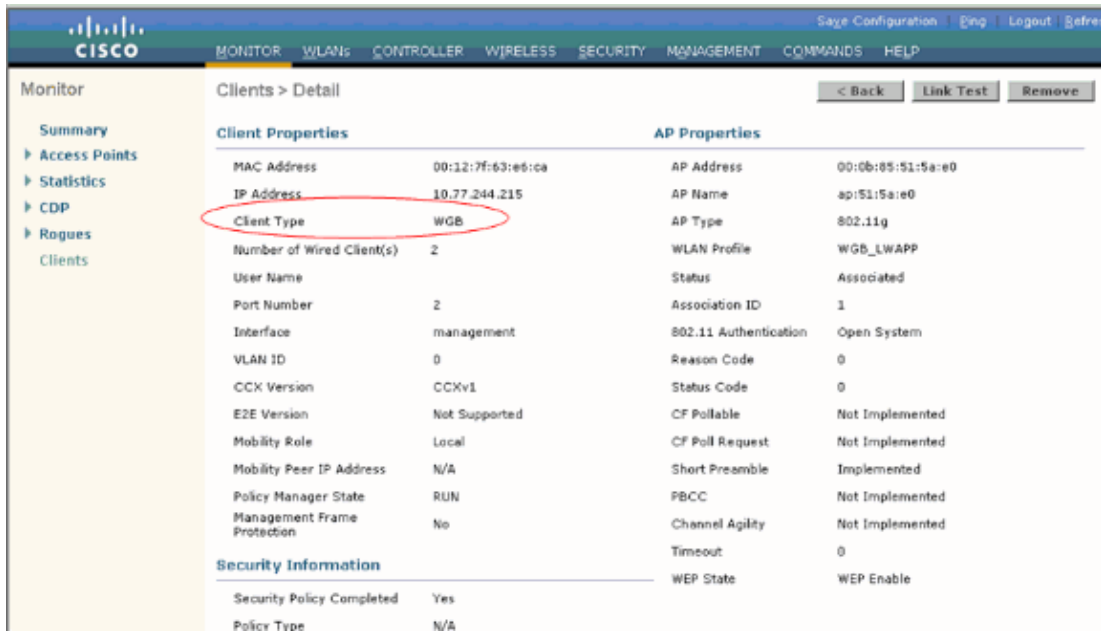 Save Configuration Ping Logout Refre
CISCO
MONITOR WLANs CONTROLLER WIRELESS SECURITY MANAGEMENT COMMANDS HELP
Monitor
Summary
Access Points
Statistics
CDP
Rogues
Clients
Clients > Detail
< Back Link Test Remove
Client Properties
MAC Address 00:12:7f:63:e6:ca
IP Address 10.77.244.215
Client Type WGB
Number of Wired Client(s) 2
User Name
Port Number 2
Interface management
VLAN ID 0
CCX Version CCXv1
E2E Version Not Supported
Mobility Role Local
Mobility Peer IP Address N/A
Policy Manager State RUN
Management Frame
Protection No
Security Information
Security Policy Completed Yes
Policy Type N/A
AP Properties
AP Address 00:0b:85:51:5a:e0
AP Name ap:51:5a:e0
AP Type 802.11g
WLAN Profile WGB_LWAPP
Status Associated
Association ID 1
802.11 Authentication Open System
Reason Code 0
Status Code 0
CF Pollable Not Implemented
CF Poll Request Not Implemented
Short Preamble Implemented
PBCC Not Implemented
Channel Agility Not Implemented
Timeout 0
WEP State WEP Enable